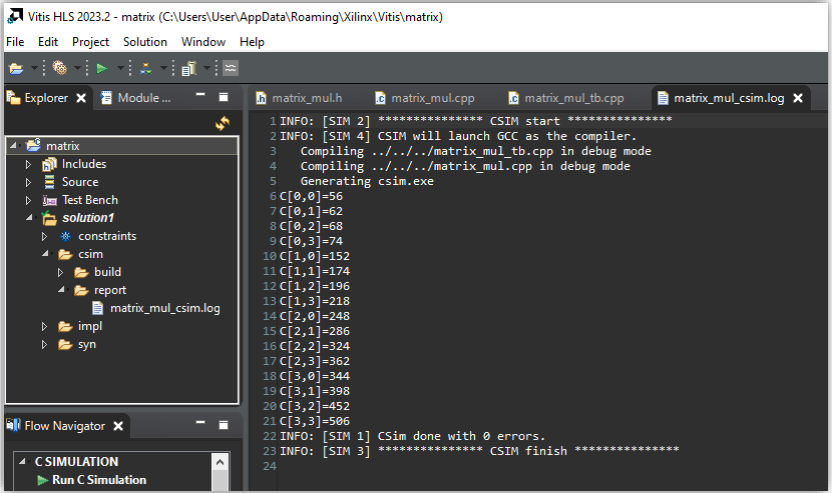 Vitis HLS 2023.2 - matrix (C:\Users\User\AppData\Roaming\Xilinx\Vitis\matrix)
File Edit Project Solution Window Help
Explorer
Module ...
matrix
Includes
Source
Test Bench
solution1
constraints
csim
build
report
matrix_mul_csim.log
impl
syn
Flow Navigator
C SIMULATION
Run C Simulation
matrix_mul.h matrix_mul.cpp matrix_mul_tb.cpp matrix_mul_csim.log
1 INFO: [SIM 2] *************** CSIM start ***************
2 INFO: [SIM 4] CSIM will launch GCC as the compiler.
3    Compiling ../../../matrix_mul_tb.cpp in debug mode
4    Compiling ../../../matrix_mul.cpp in debug mode
5    Generating csim.exe
6 C[0,0]=56
7 C[0,1]=62
8 C[0,2]=68
9 C[0,3]=74
10 C[1,0]=152
11 C[1,1]=174
12 C[1,2]=196
13 C[1,3]=218
14 C[2,0]=248
15 C[2,1]=286
16 C[2,2]=324
17 C[2,3]=362
18 C[3,0]=344
19 C[3,1]=398
20 C[3,2]=452
21 C[3,3]=506
22 INFO: [SIM 1] CSim done with 0 errors.
23 INFO: [SIM 3] *************** CSIM finish ***************
24